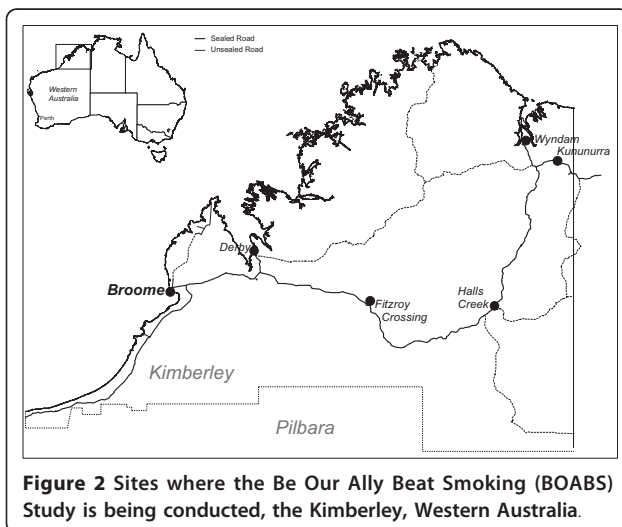 Sealed Road
Unsealed Road
Western
Australia
Perth
Wyndam
Kununurra
Derby
Broome
Fitzroy
Crossing
Halls
Creek
Kimberley
Pilbara
Figure 2 Sites where the Be Our Ally Beat Smoking (BOABS)
Study is being conducted, the Kimberley, Western Australia.